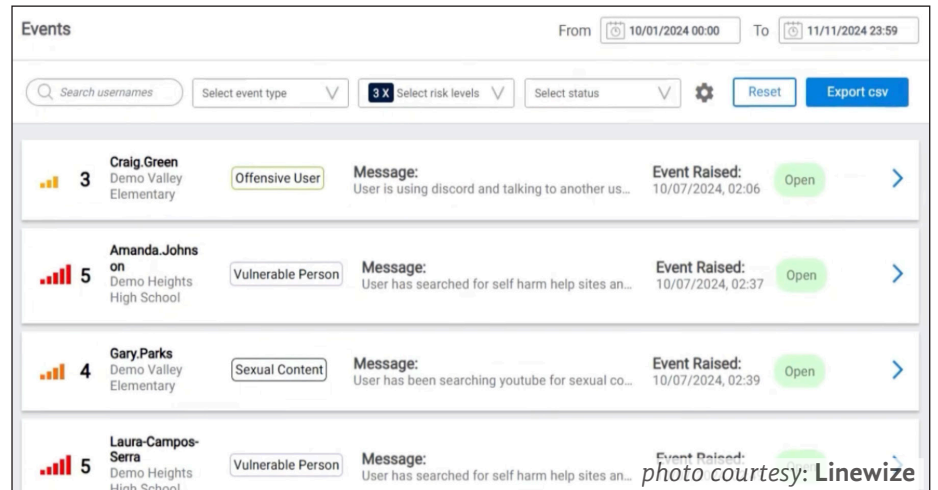 Events
From 10/01/2024 00:00 To 11/11/2024 23:59
Search usernames Select event type 3 X Select risk levels Select status Reset Export csv
3 Craig.Green Offensive User Message: Event Raised: Open
Demo Valley User is using discord and talking to another us... 10/07/2024, 02:06
Elementary
5 Amanda.Johns Vulnerable Person Message: Event Raised: Open
on User has searched for self harm help sites an... 10/07/2024, 02:37
Demo Heights
High School
4 Gary.Parks Sexual Content Message: Event Raised: Open
Demo Valley User has been searching youtube for sexual co... 10/07/2024, 02:39
Elementary
5 Laura-Campos- Vulnerable Person Message: Event Raised:
Serra User has searched for self harm help sites an...
Demo Heights
High School
photo courtesy: Linewize